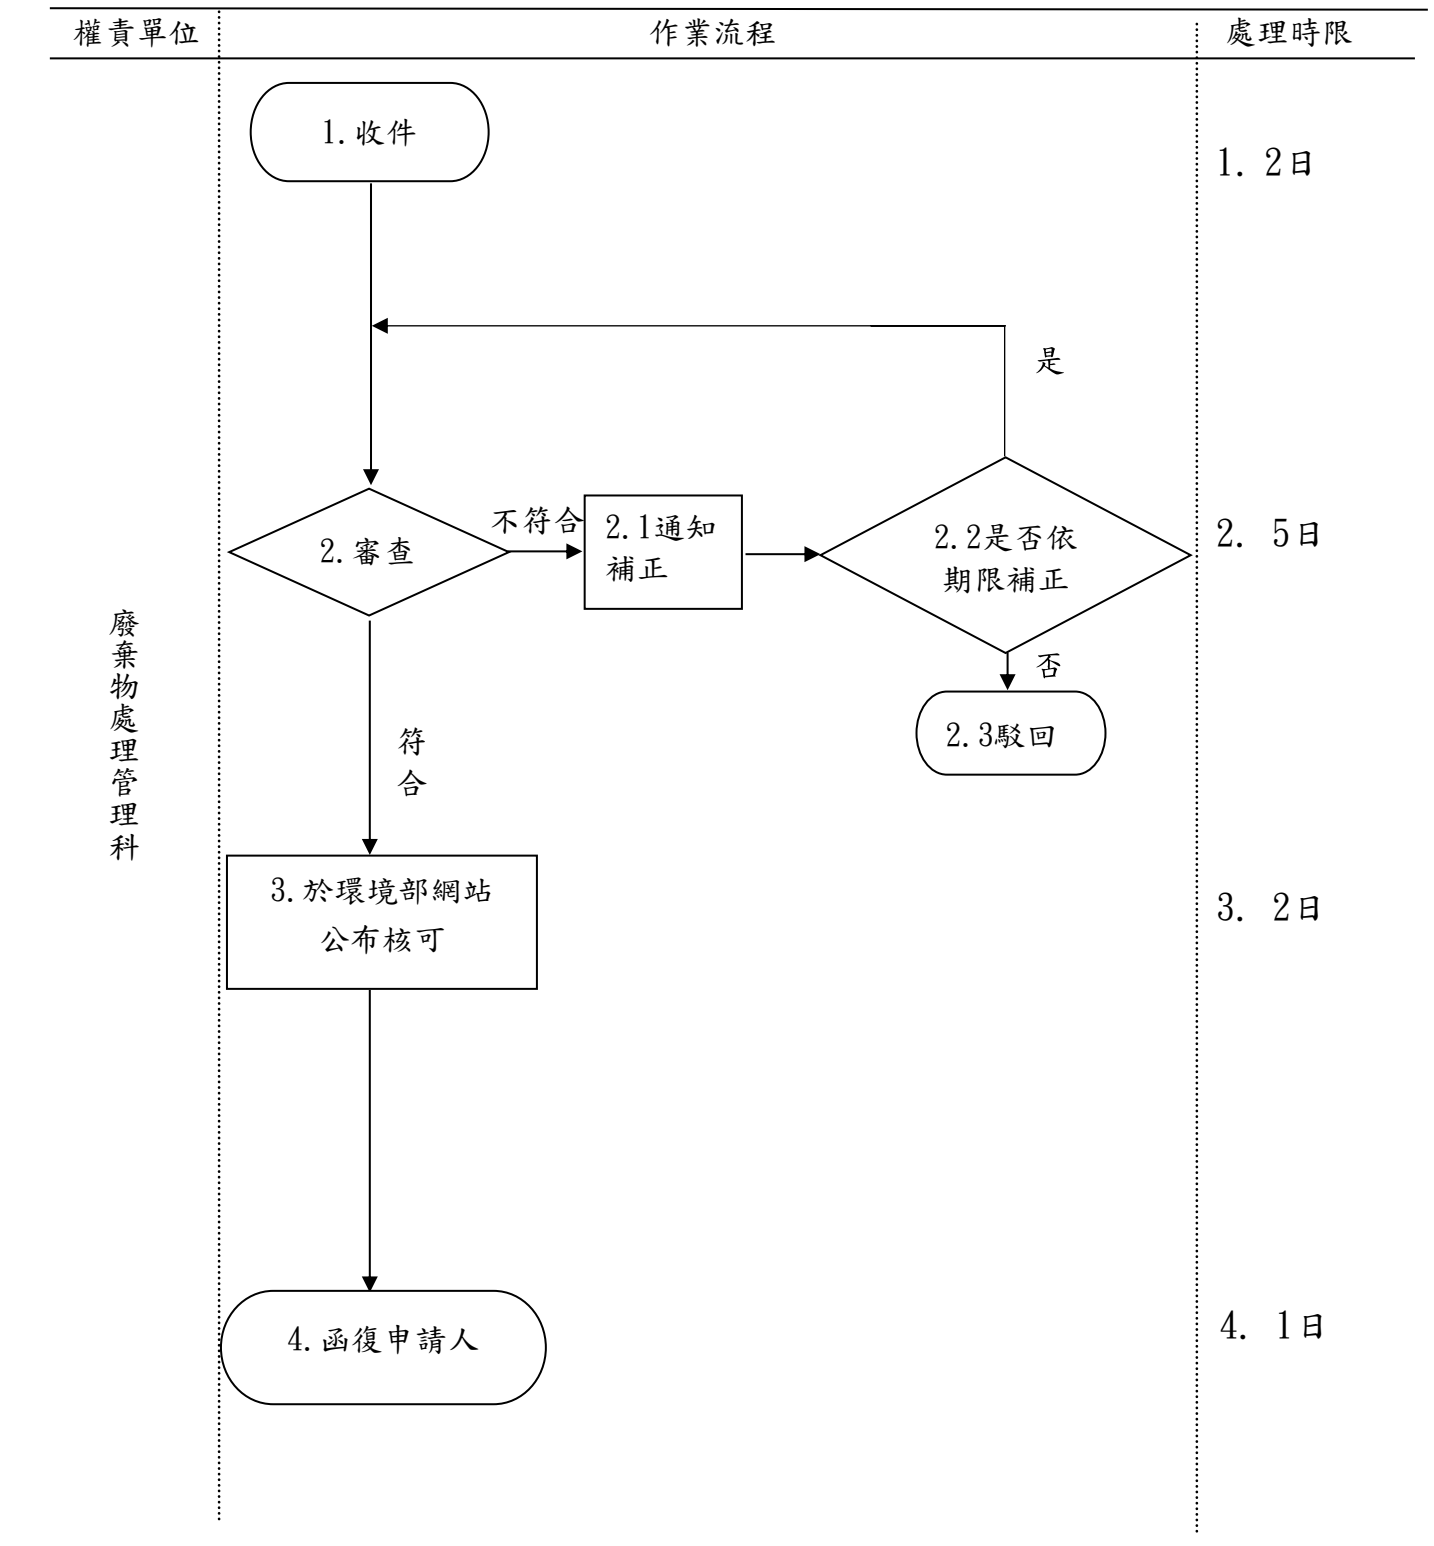 權責單位
作業流程
處理時限
1.收件
1. 2日
是
不符合
2.1通知
補正
2.審查
2.2是否依
期限補正
2. 5日
否
2.3駁回
廢棄物處理管理科
符
合
3.於環境部網站
公布核可
3. 2日
4.函復申請人
4. 1日